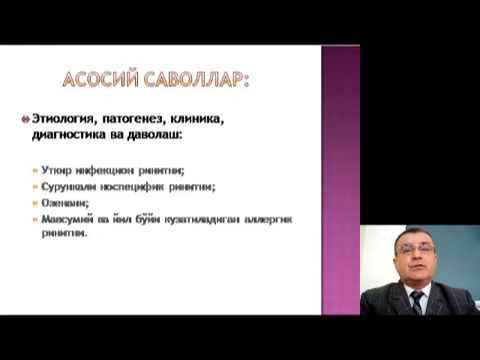 АСОСИЙ САВОЛЛАР:
Этиология, патогенез, клиника,
диагностика ва даволаш:
Уткир инфекцион ринитни;
Сурункали носпецифик ринитни;
Озенани;
Мавсумий ва йил бўйи кузатиладиган аллергик
ринитни.